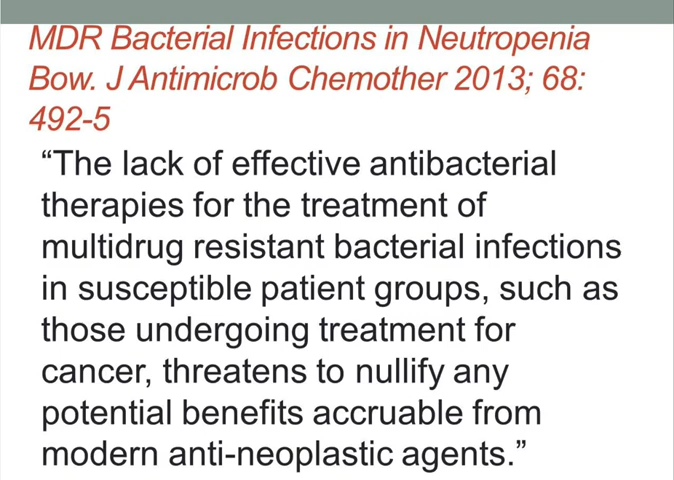 MDR Bacterial Infections in Neutropenia
Bow. J Antimicrob Chemother 2013; 68:
492-5
“The lack of effective antibacterial
therapies for the treatment of
multidrug resistant bacterial infections
in susceptible patient groups, such as
those undergoing treatment for
cancer, threatens to nullify any
potential benefits accruable from
modern anti-neoplastic agents.”